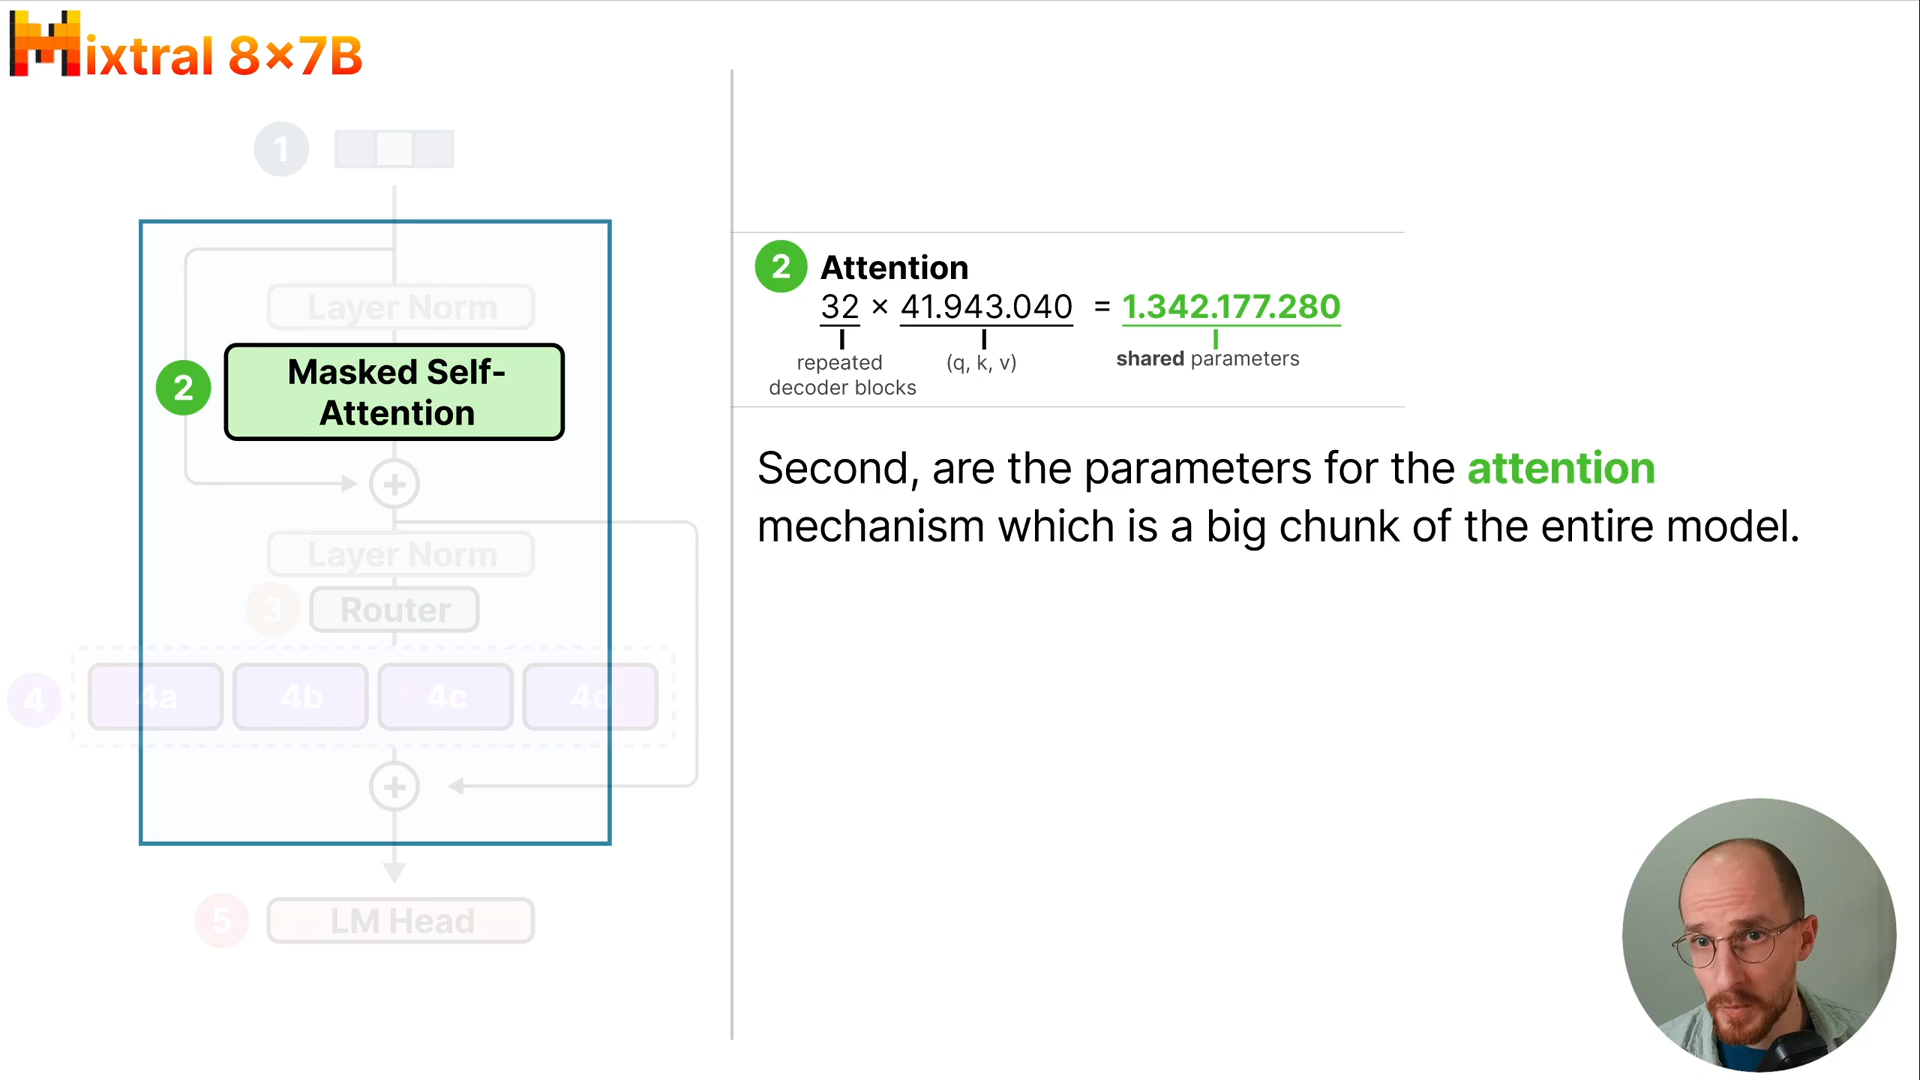 Mixtral 8×7B
1
Layer Norm
2
Masked Self-
Attention
+
Layer Norm
3
Router
4
4a
4b
4c
4d
+
5
LM Head
2
Attention
32 × 41.943.040 = 1.342.177.280
repeated
decoder blocks
(q, k, v)
shared parameters
Second, are the parameters for the attention
mechanism which is a big chunk of the entire model.